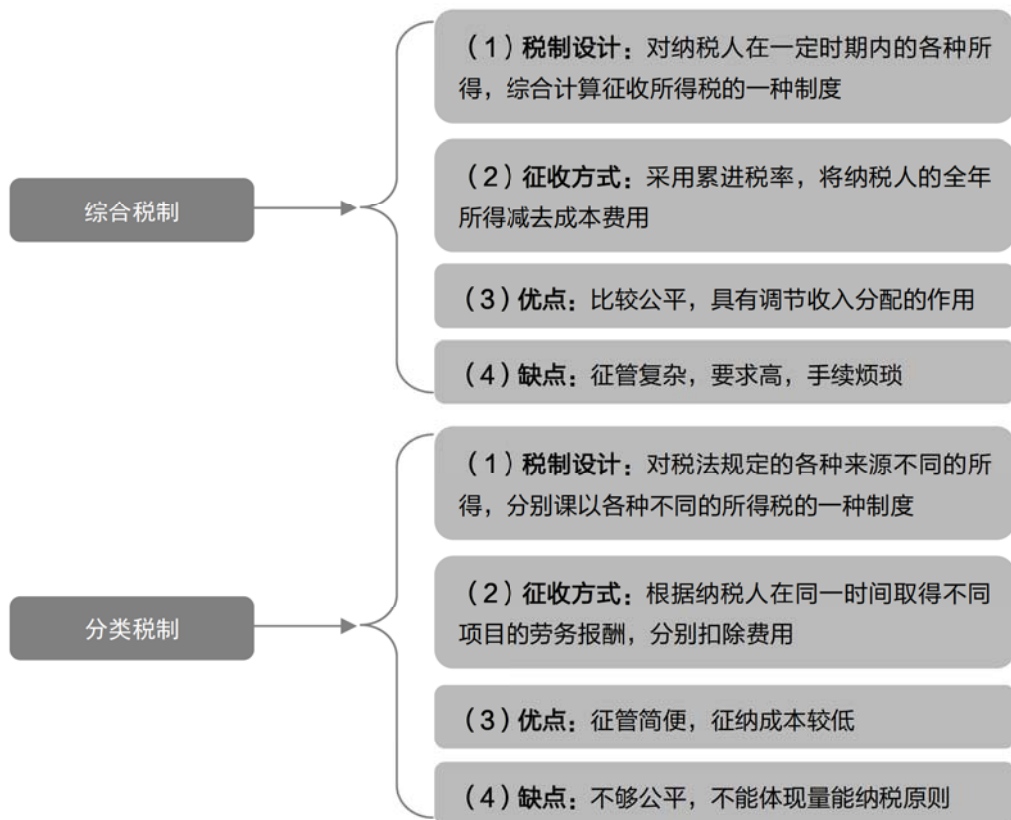 综合税制
（1）税制设计：对纳税人在一定时期内的各种所
得，综合计算征收所得税的一种制度
（2）征收方式：采用累进税率，将纳税人的全年
所得减去成本费用
（3）优点：比较公平，具有调节收入分配的作用
（4）缺点：征管复杂，要求高，手续烦琐
分类税制
（1）税制设计：对税法规定的各种来源不同的所
得，分别课以各种不同的所得税的一种制度
（2）征收方式：根据纳税人在同一时间取得不同
项目的劳务报酬，分别扣除费用
（3）优点：征管简便，征纳成本较低
（4）缺点：不够公平，不能体现量能纳税原则